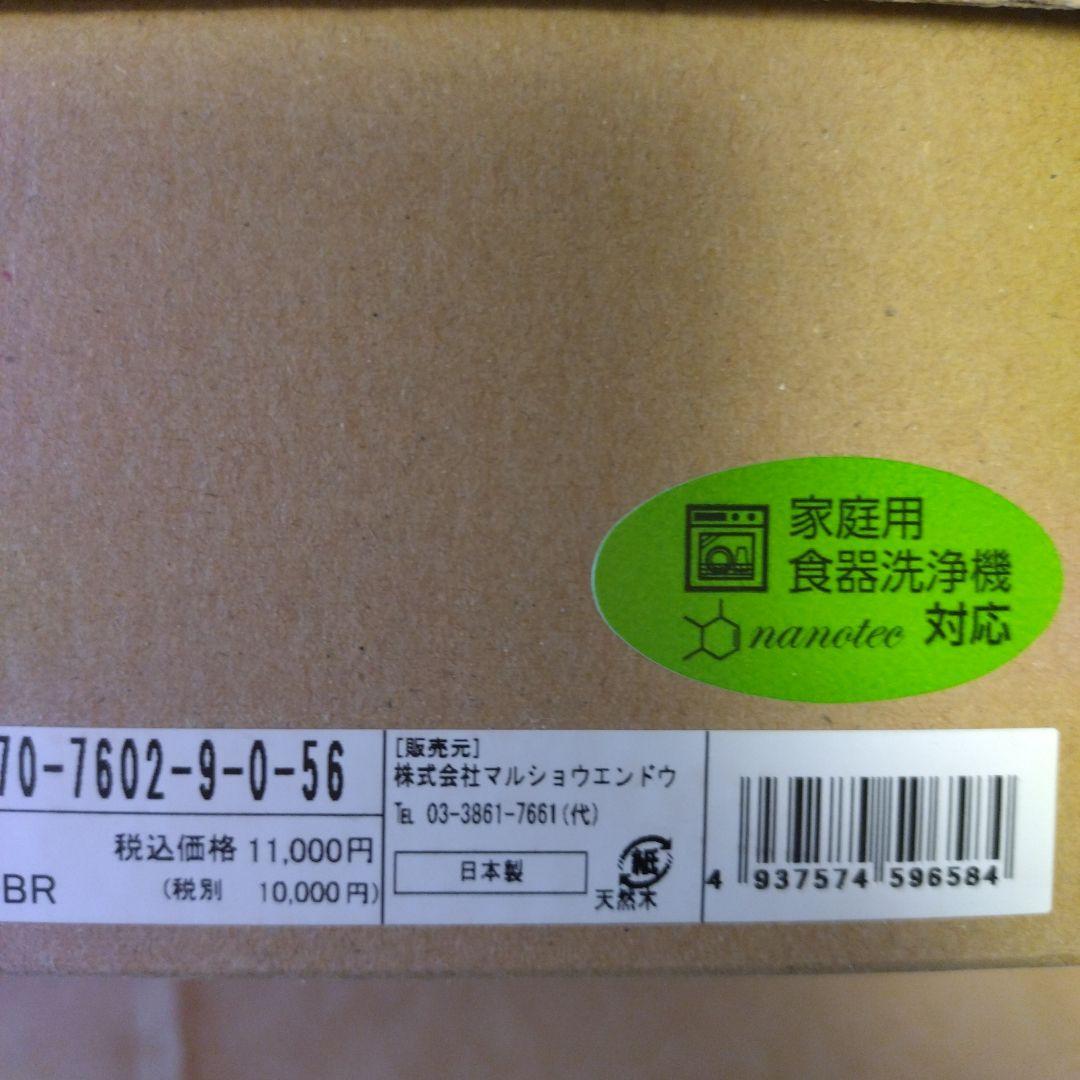 家庭用
食器洗浄機
nanotec 対応
70-7602-9-0-56
税込価格 11,000円
BR
(税別 10,000円)
[販売元]
株式会社マルショウエンドウ
℡ 03-3861-7661(代)
日本製
紙
天然木
4 937574 596584